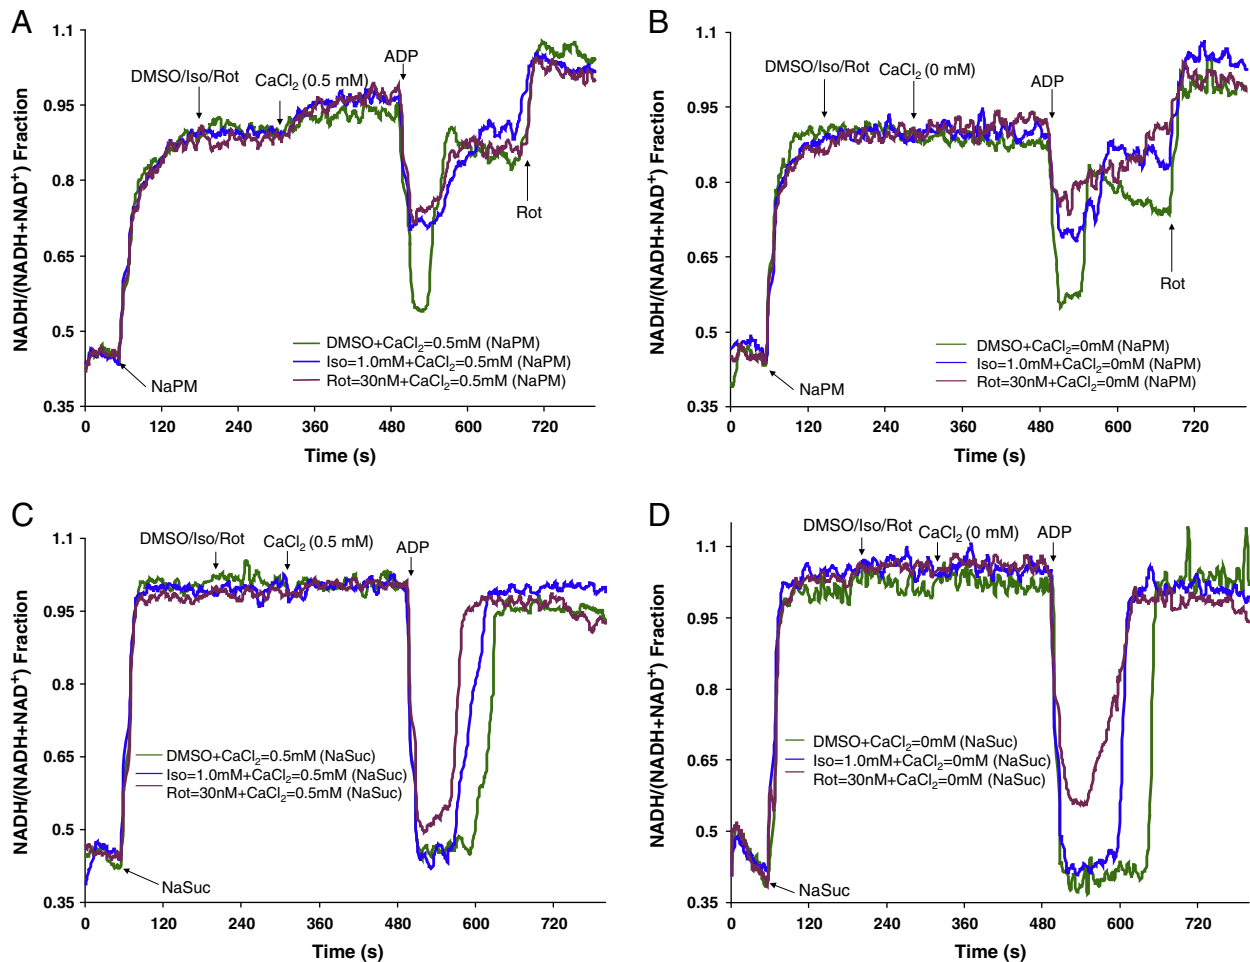 A
1.1
0.95
0.8
0.65
0.5
0.35
NADH/(NADH+NAD⁺) Fraction
DMSO/Iso/Rot
CaCl₂ (0.5 mM)
ADP
Rot
NaPM
DMSO+CaCl₂=0.5mM (NaPM)
Iso=1.0mM+CaCl₂=0.5mM (NaPM)
Rot=30nM+CaCl₂=0.5mM (NaPM)
0 120 240 360 480 600 720
Time (s)
B
1.1
0.95
0.8
0.65
0.5
0.35
NADH/(NADH+NAD⁺) Fraction
DMSO/Iso/Rot
CaCl₂ (0 mM)
ADP
Rot
NaPM
DMSO+CaCl₂=0mM (NaPM)
Iso=1.0mM+CaCl₂=0mM (NaPM)
Rot=30nM+CaCl₂=0mM (NaPM)
0 120 240 360 480 600 720
Time (s)
C
1.1
0.95
0.8
0.65
0.5
0.35
NADH/(NADH+NAD⁺) Fraction
DMSO/Iso/Rot
CaCl₂ (0.5 mM)
ADP
DMSO+CaCl₂=0.5mM (NaSuc)
Iso=1.0mM+CaCl₂=0.5mM (NaSuc)
Rot=30nM+CaCl₂=0.5mM (NaSuc)
NaSuc
0 120 240 360 480 600 720
Time (s)
D
1.1
0.95
0.8
0.65
0.5
0.35
NADH/(NADH+NAD⁺) Fraction
DMSO/Iso/Rot
CaCl₂ (0 mM)
ADP
DMSO+CaCl₂=0mM (NaSuc)
Iso=1.0mM+CaCl₂=0mM (NaSuc)
Rot=30nM+CaCl₂=0mM (NaSuc)
NaSuc
0 120 240 360 480 600 720
Time (s)